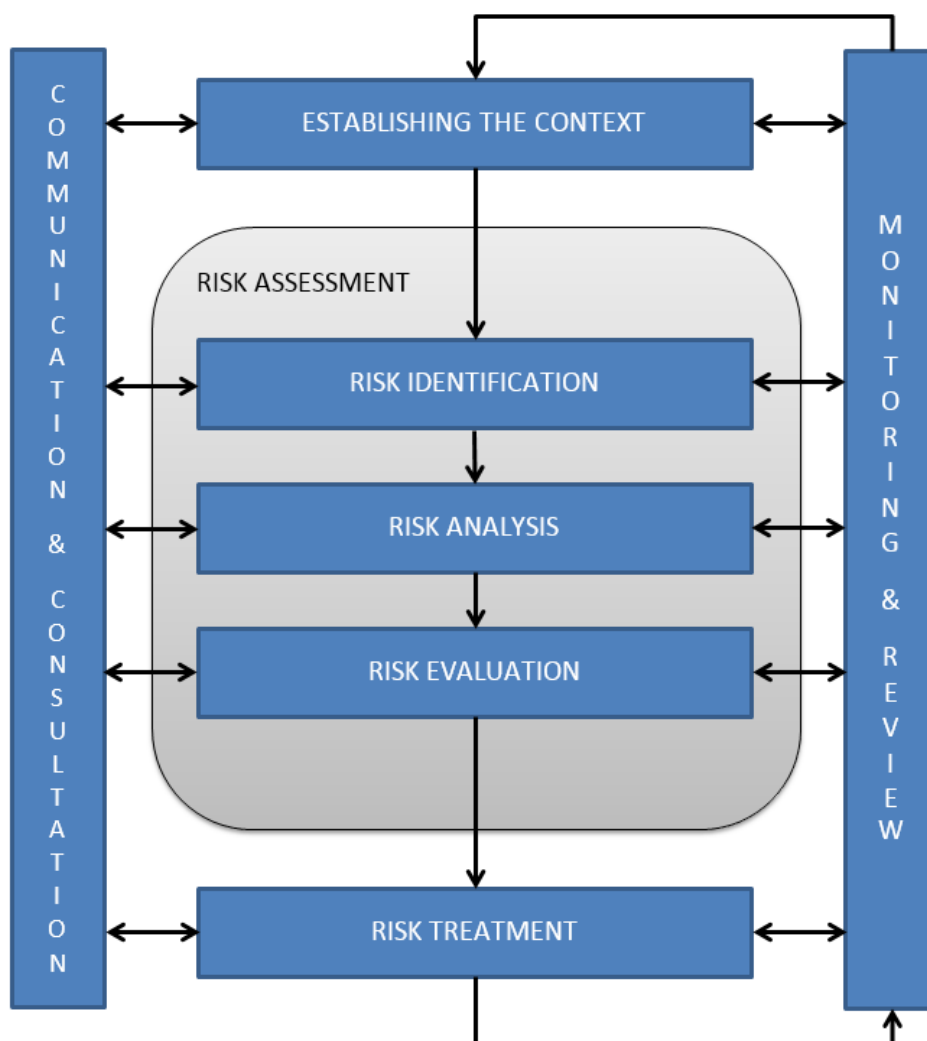 COMMUNICATION & CONSULTATION
ESTABLISHING THE CONTEXT
RISK ASSESSMENT
RISK IDENTIFICATION
RISK ANALYSIS
RISK EVALUATION
RISK TREATMENT
MONITORING & REVIEW